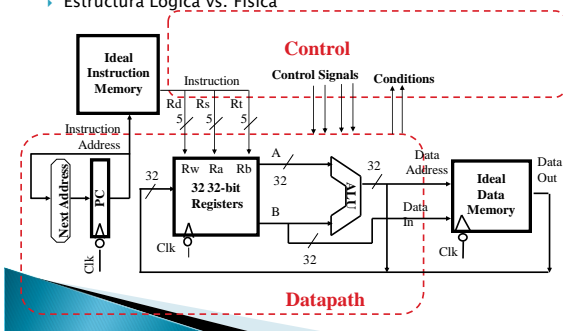 Estructura Lógica vs. Física
Control
Ideal
Instruction
Memory
Instruction
Control Signals
Conditions
Rd
Rs
Rt
5
5
5
Instruction
Address
A
32
32
32
Data
Address
Data
Out
Next Address
PC
Rw
Ra
Rb
32 32-bit
Registers
ALU
Ideal
Data
Memory
B
Data
In
32
Clk
Clk
Clk
Datapath